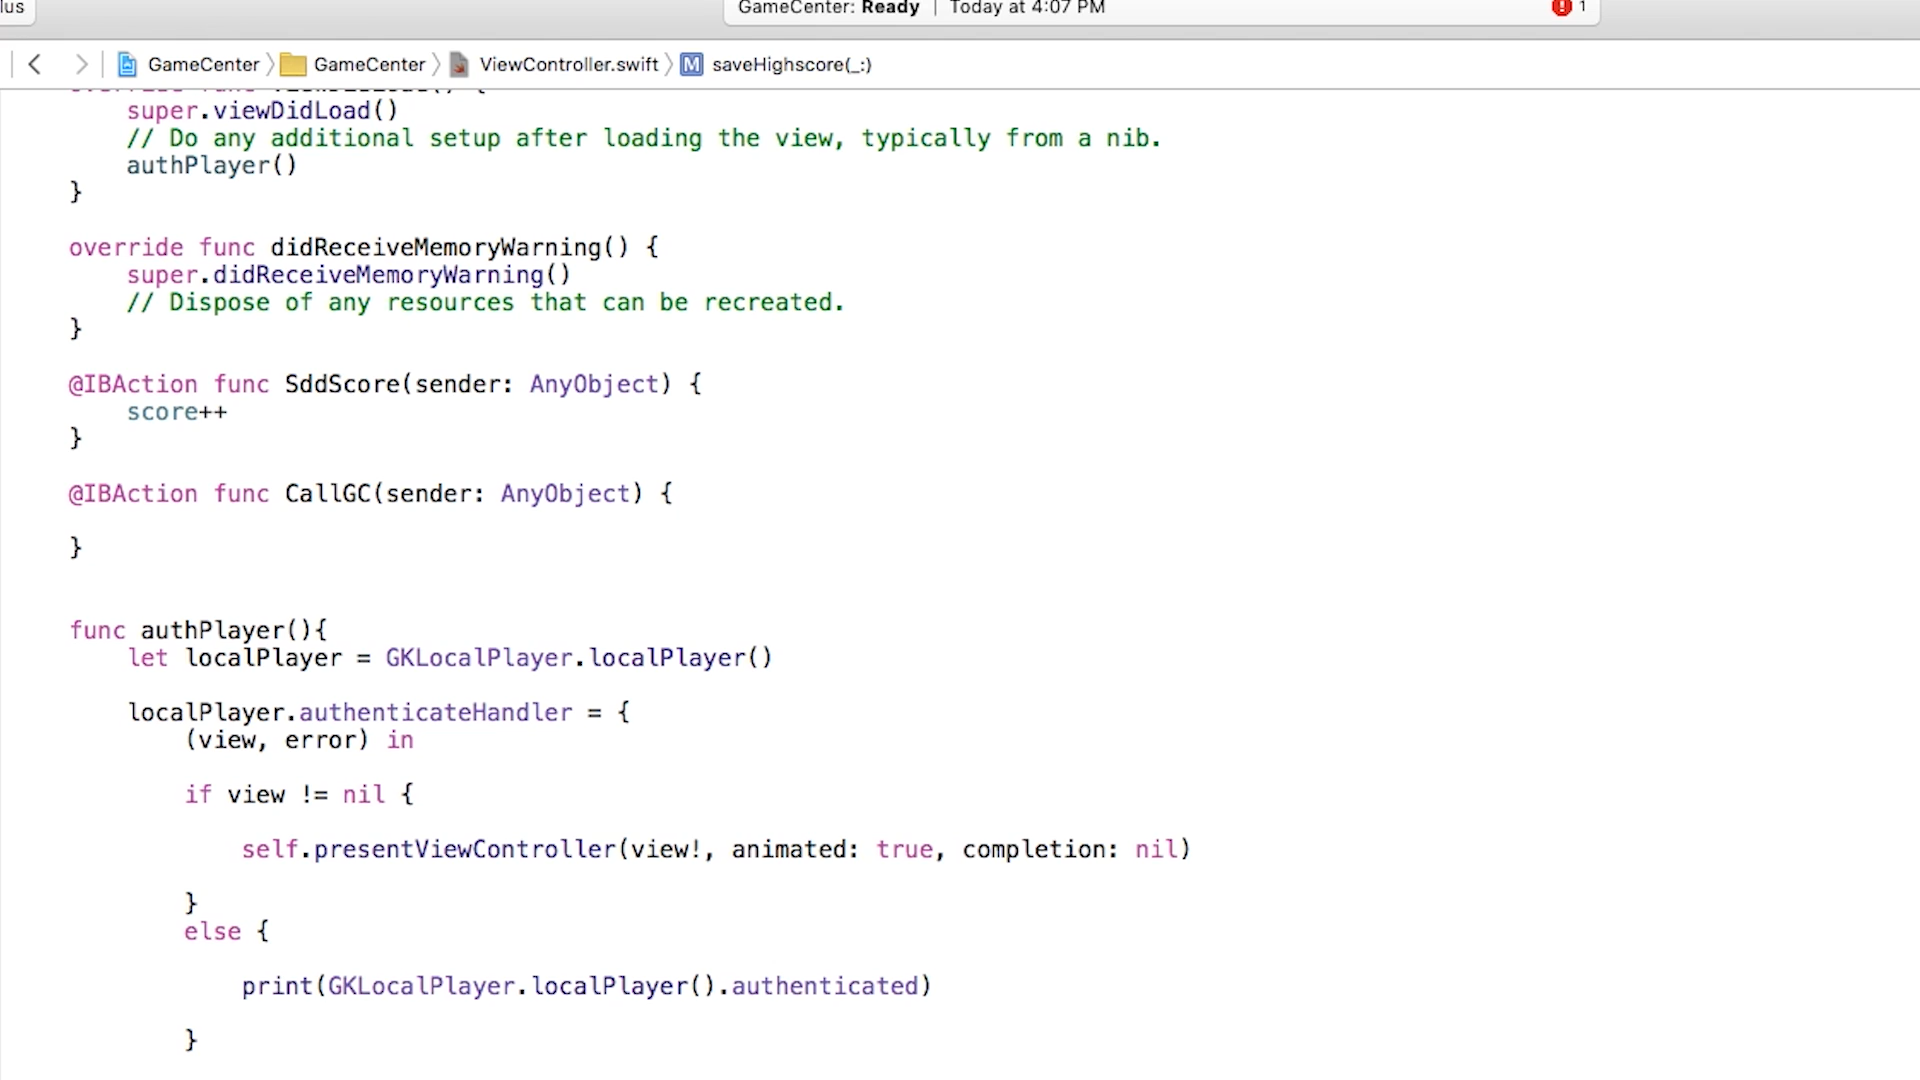 lus
GameCenter: Ready | Today at 4:07 PM 1
GameCenter GameCenter ViewController.swift M saveHighscore(_:)
super.viewDidLoad()
// Do any additional setup after loading the view, typically from a nib.
authPlayer()
}
override func didReceiveMemoryWarning() {
super.didReceiveMemoryWarning()
// Dispose of any resources that can be recreated.
}
@IBAction func SddScore(sender: AnyObject) {
score++
}
@IBAction func CallGC(sender: AnyObject) {
}
func authPlayer(){
let localPlayer = GKLocalPlayer.localPlayer()
localPlayer.authenticateHandler = {
(view, error) in
if view != nil {
self.presentViewController(view!, animated: true, completion: nil)
}
else {
print(GKLocalPlayer.localPlayer().authenticated)
}